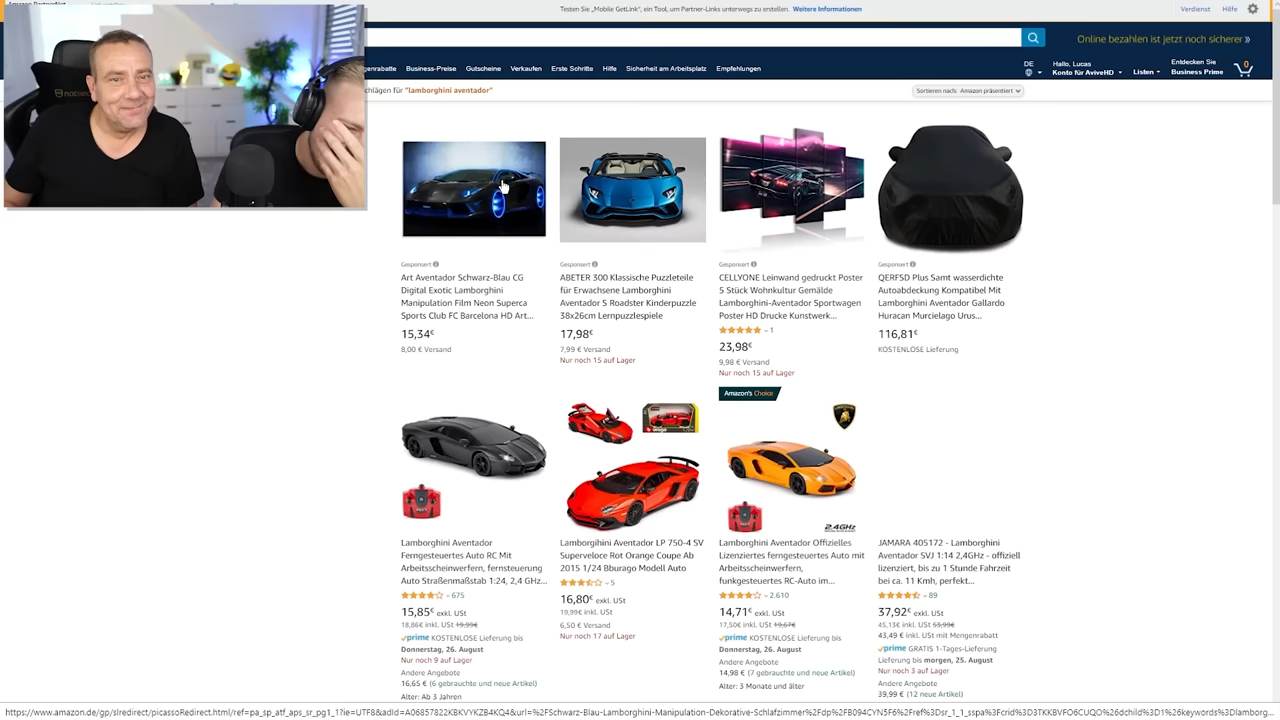 Testen Sie „Mobile GetLink", ein Tool, um Partner-Links unterwegs zu erstellen. Weitere Informationen
Verdienst Hilfe
Online bezahlen ist jetzt noch sicherer »
genrabatte Business-Preise Gutscheine Verkaufen Erste Schritte Hilfe Sicherheit am Arbeitsplatz Empfehlungen
DE
Hallo, Lucas
Konto für AviveHD
Listen
Entdecken Sie
Business Prime
0
chlägen für "lamborghini aventador"
Sortieren nach: Amazon präsentiert
Gesponsert
Art Aventador Schwarz-Blau CG
Digital Exotic Lamborghini
Manipulation Film Neon Superca
Sports Club FC Barcelona HD Art...
15,34€
8,00 € Versand
Gesponsert
ABETER 300 Klassische Puzzleteile
für Erwachsene Lamborghini
Aventador S Roadster Kinderpuzzle
38x26cm Lernpuzzlespiele
17,98€
7,99 € Versand
Nur noch 15 auf Lager
Gesponsert
CELLYONE Leinwand gedruckt Poster
5 Stück Wohnkultur Gemälde
Lamborghini-Aventador Sportwagen
Poster HD Drucke Kunstwerk...
1
23,98€
9,98 € Versand
Nur noch 15 auf Lager
Gesponsert
QERFSD Plus Samt wasserdichte
Autoabdeckung Kompatibel Mit
Lamborghini Aventador Gallardo
Huracan Murcielago Urus...
116,81€
KOSTENLOSE Lieferung
Lamborghini Aventador
Ferngesteuertes Auto RC Mit
Arbeitsscheinwerfern, fernsteuerung
Auto Straßenmaßstab 1:24, 2,4 GHz...
675
15,85€ exkl. USt
18,86€ inkl. USt 19,99€
prime KOSTENLOSE Lieferung bis
Donnerstag, 26. August
Nur noch 9 auf Lager
Andere Angebote
16,65 € (6 gebrauchte und neue Artikel)
Alter: Ab 3 Jahren
Lamborgihini Aventador LP 750-4 SV
Superveloce Rot Orange Coupe Ab
2015 1/24 Bburago Modell Auto
5
16,80€ exkl. USt
19,99€ inkl. USt
6,50 € Versand
Nur noch 17 auf Lager
Amazon's Choice
2.4GHz
Lamborghini Aventador Offizielles
Lizenziertes ferngesteuertes Auto mit
Arbeitsscheinwerfern,
funkgesteuertes RC-Auto im...
2.610
14,71€ exkl. USt
17,50€ inkl. USt 19,67€
prime KOSTENLOSE Lieferung bis
Donnerstag, 26. August
Andere Angebote
14,98 € (7 gebrauchte und neue Artikel)
Alter: 3 Monate und älter
JAMARA 405172 - Lamborghini
Aventador SVJ 1:14 2,4GHz - offiziell
lizenziert, bis zu 1 Stunde Fahrzeit
bei ca. 11 Kmh, perfekt...
89
37,92€ exkl. USt
45,13€ inkl. USt 53,99€
43,49 € inkl. USt mit Mengenrabatt
prime GRATIS 1-Tages-Lieferung
Lieferung bis morgen, 25. August
Nur noch 3 auf Lager
Andere Angebote
39,99 € (12 neue Artikel)
https://www.amazon.de/gp/slredirect/picassoRedirect.html/ref=pa_sp_atf_aps_sr_pg1_1?ie=UTF8&adId=A06857822KBKVYKZB4KQ4&url=%2FSchwarz-Blau-Lamborghini-Manipulation-Dekorative-Schlafzimmer%2Fdp%2FB094CYN5F6%2Fref%3Dsr_1_1_sspa%3Fcrid%3D3TKKBVFO6CUQO%26dchild%3D1%26keywords%3Dlamborg...